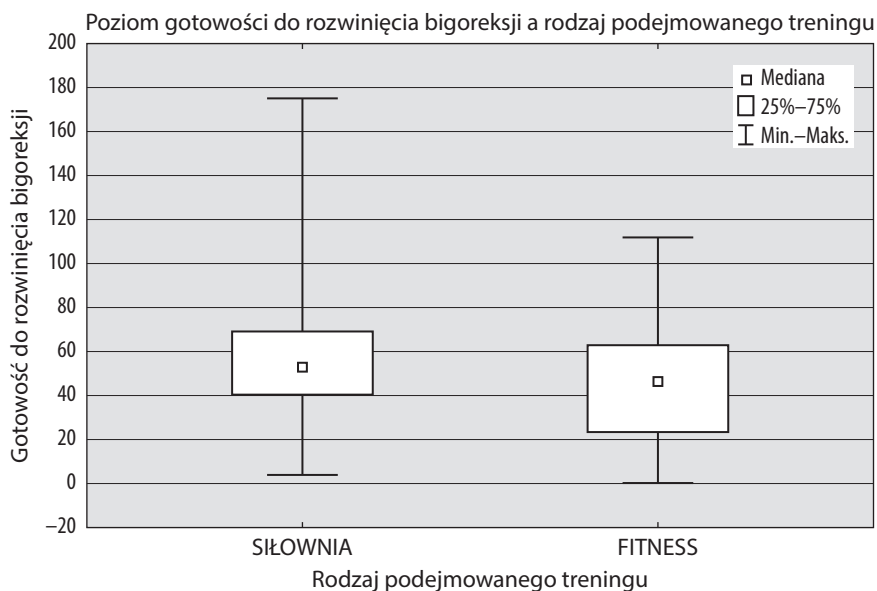 Poziom gotowości do rozwinięcia bigoreksji a rodzaj podejmowanego treningu
Gotowość do rozwinięcia bigoreksji
200
180
160
140
120
100
80
60
40
20
0
–20
Mediana
25%–75%
Min.–Maks.
SIŁOWNIA
FITNESS
Rodzaj podejmowanego treningu